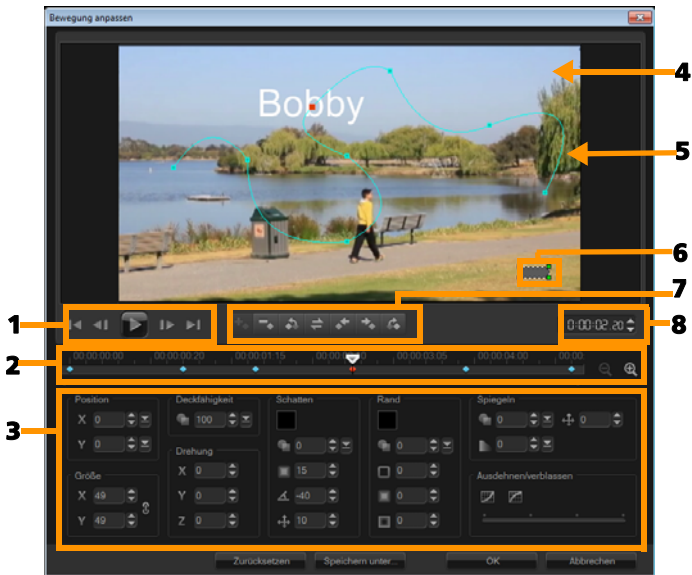 Bewegung anpassen
Bobby
4
5
6
7
1
0:00:02.20
8
2
00:00:00:00 00:00:00.20 00:00:01.15 00:00:03.05 00:00:04.00 00:00
3
Position Deckfähigkeit Schatten Rand Spiegeln
X 0 100 0 0
Y 0 0 0 0
Drehung
X 0 15 0
Größe Ausdehnen/verblassen
X 49 Y 0 -40 0
Y 49 Z 0 10 0
Zurücksetzen Speichern unter... OK Abbrechen